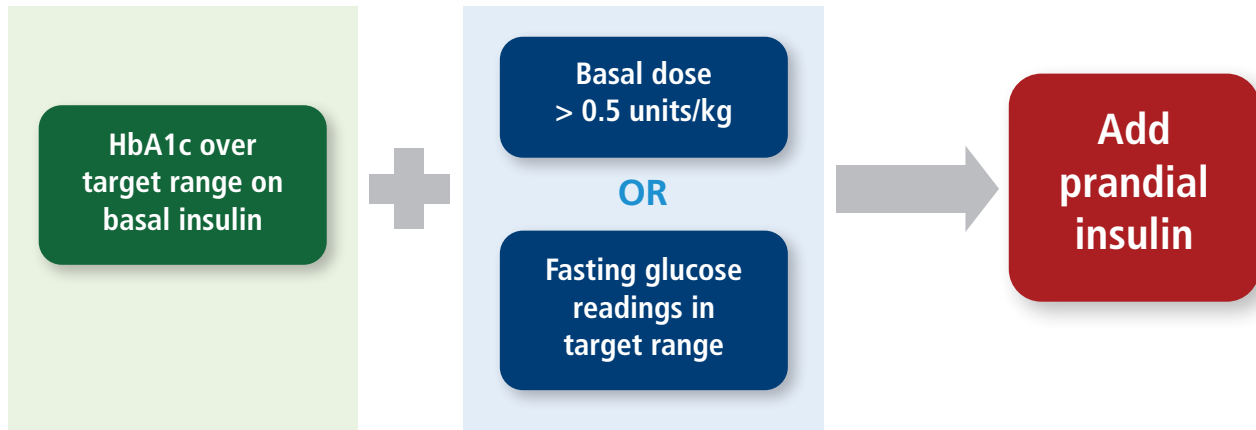 HbA1c over
target range on
basal insulin
Basal dose
> 0.5 units/kg
OR
Fasting glucose
readings in
target range
Add
prandial
insulin